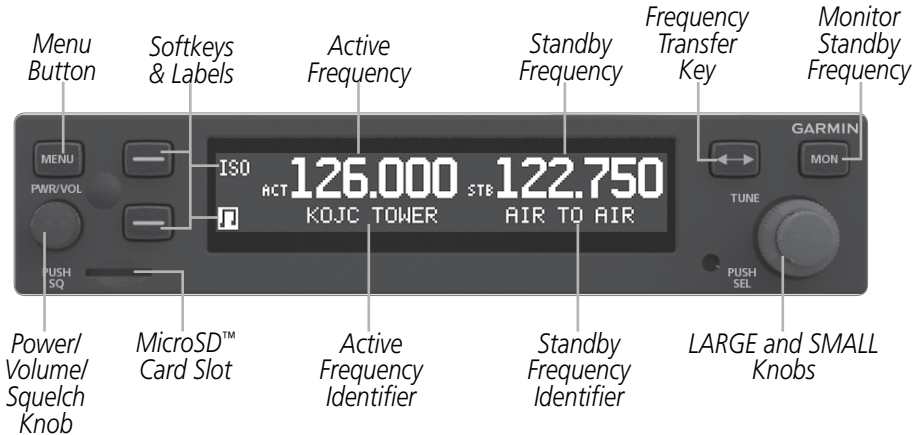 Menu
Button
Softkeys
& Labels
Active
Frequency
Standby
Frequency
Frequency
Transfer
Key
Monitor
Standby
Frequency
GARMIN
MENU
PWR/VOL
PUSH
SQ
ISO
ACT 126.000 STB 122.750
KOJC TOWER AIR TO AIR
MON
TUNE
PUSH
SEL
Power/
Volume/
Squelch
Knob
MicroSD™
Card Slot
Active
Frequency
Identifier
Standby
Frequency
Identifier
LARGE and SMALL
Knobs